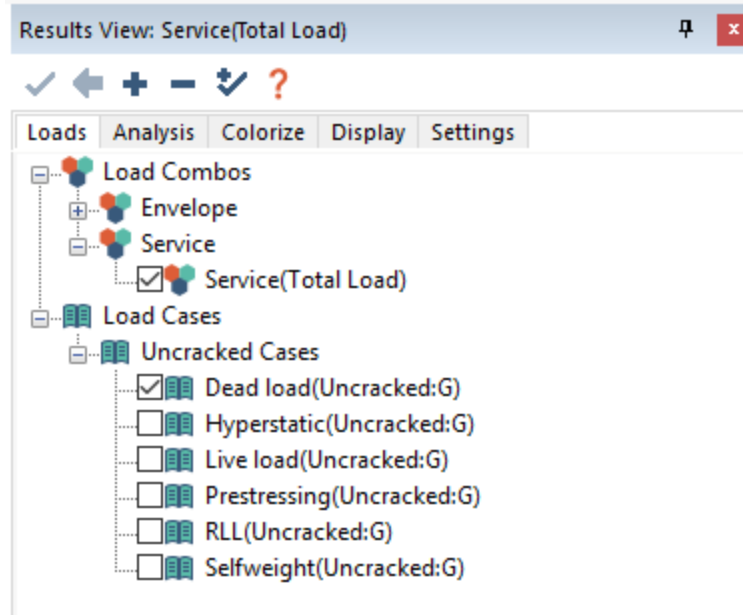 Results View: Service(Total Load)
Loads Analysis Colorize Display Settings
Load Combos
Envelope
Service
Service(Total Load)
Load Cases
Uncracked Cases
Dead load(Uncracked:G)
Hyperstatic(Uncracked:G)
Live load(Uncracked:G)
Prestressing(Uncracked:G)
RLL(Uncracked:G)
Selfweight(Uncracked:G)